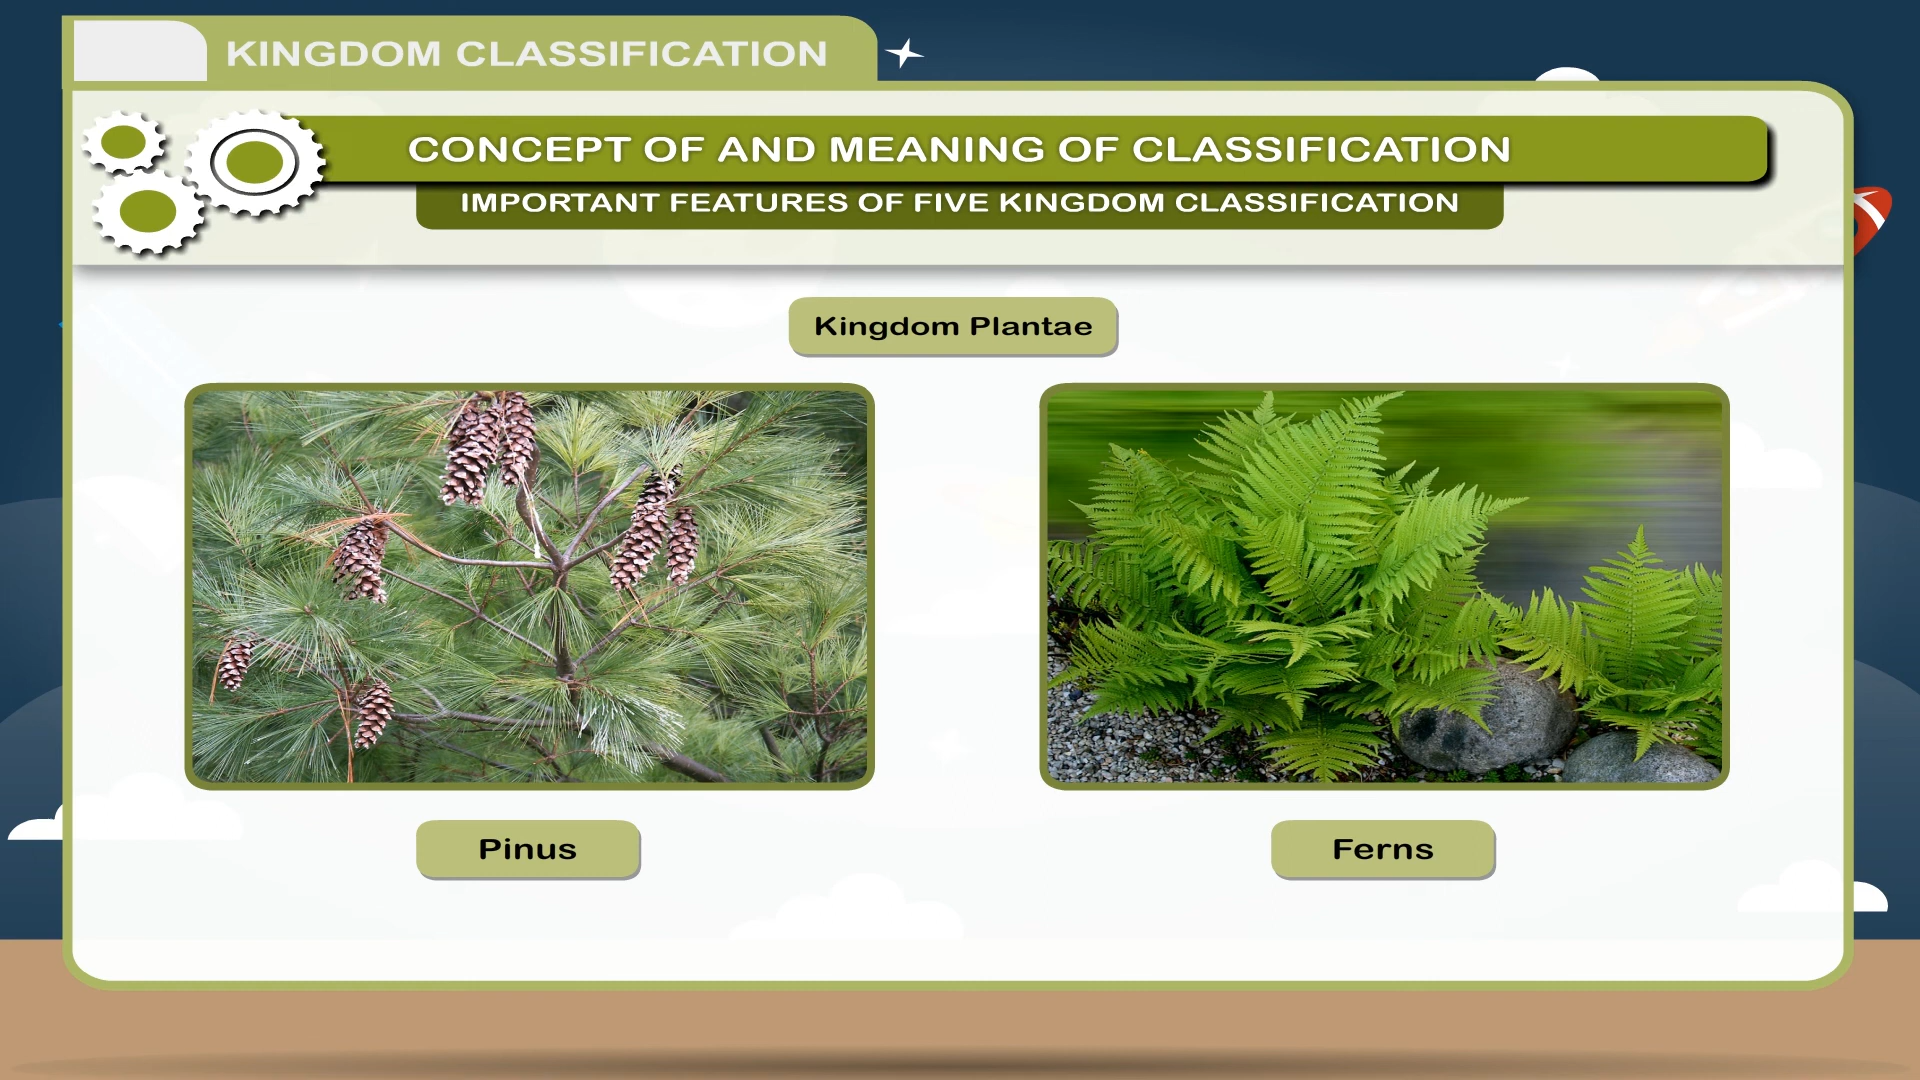 KINGDOM CLASSIFICATION
CONCEPT OF AND MEANING OF CLASSIFICATION
IMPORTANT FEATURES OF FIVE KINGDOM CLASSIFICATION
Kingdom Plantae
Pinus
Ferns